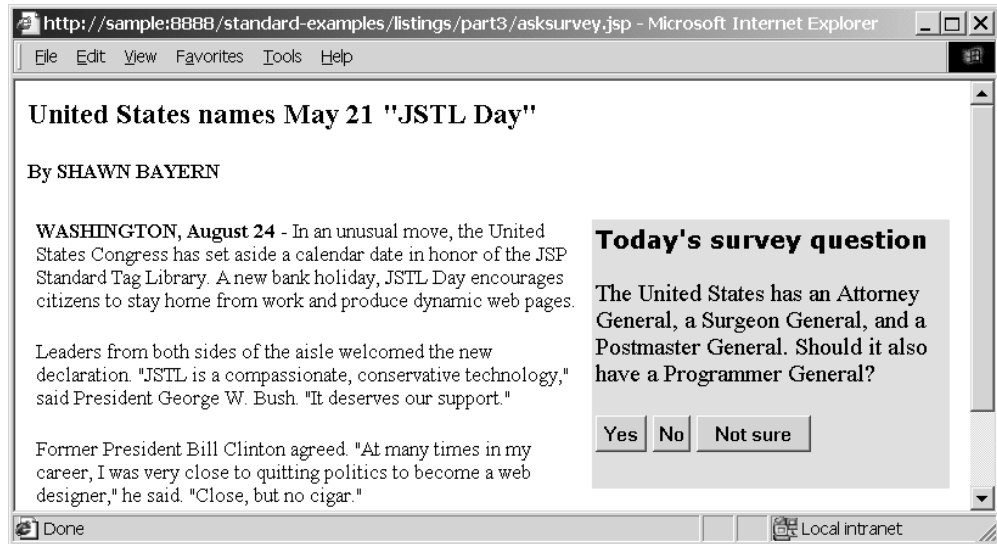 http://sample:8888/standard-examples/listings/part3/asksurvey.jsp - Microsoft Internet Explorer
File Edit View Favorites Tools Help
United States names May 21 "JSTL Day"
By SHAWN BAYERN
WASHINGTON, August 24 - In an unusual move, the United
States Congress has set aside a calendar date in honor of the JSP
Standard Tag Library. A new bank holiday, JSTL Day encourages
citizens to stay home from work and produce dynamic web pages.
Leaders from both sides of the aisle welcomed the new
declaration. "JSTL is a compassionate, conservative technology,"
said President George W. Bush. "It deserves our support."
Former President Bill Clinton agreed. "At many times in my
career, I was very close to quitting politics to become a web
designer," he said. "Close, but no cigar."
Today's survey question
The United States has an Attorney
General, a Surgeon General, and a
Postmaster General. Should it also
have a Programmer General?
Yes No Not sure
Done Local intranet